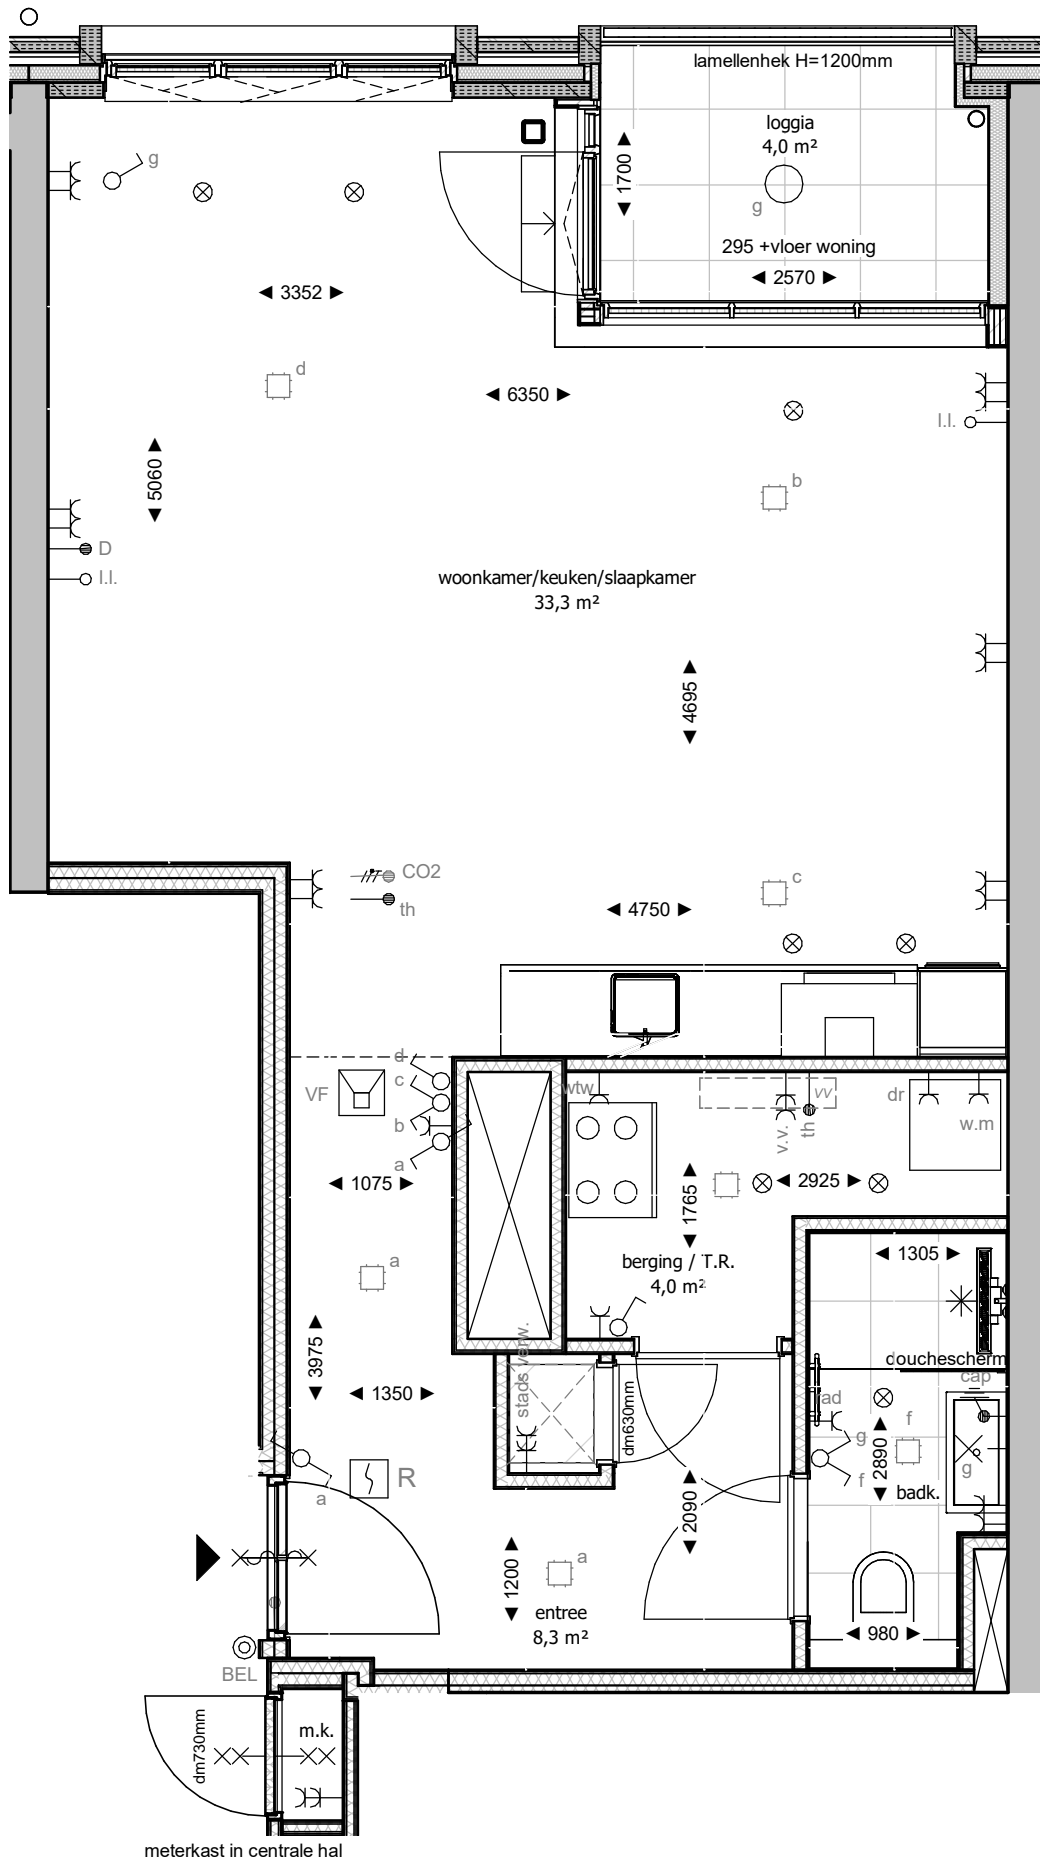 lamellenhek H=1200mm
loggia
4,0 m²
g
g
1700
295 +vloer woning
2570
3352
d
6350
l.l.
5060
b
D
l.l.
woonkamer/keuken/slaapkamer
33,3 m²
4695
CO2
th
c
4750
d
c
b
a
VF
wtw
v.v.
th
vv
dr
w.m
1075
1765
2925
berging / T.R.
4,0 m²
1305
a
3975
1350
stads verw.
dm630mm
douchescherm
cap
rad
f
g
f
2890
g
badk.
a
R
2090
1200
a
entree
8,3 m²
980
BEL
dm730mm
m.k.
meterkast in centrale hal